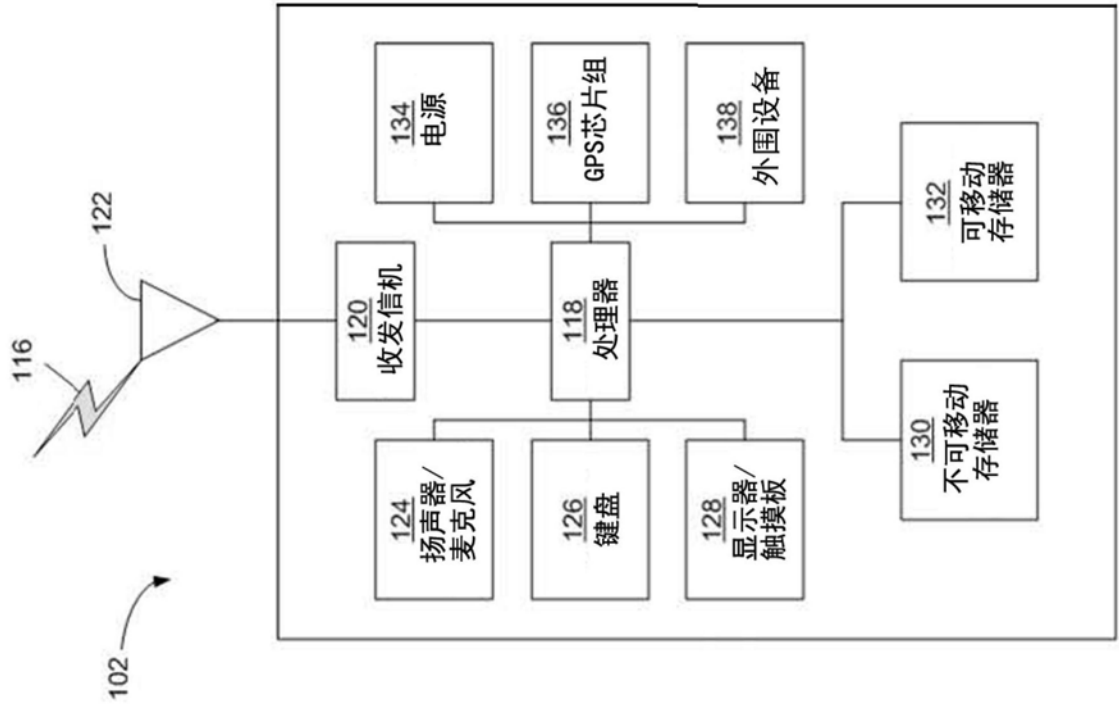 102
116
122
120
收发信机
124
扬声器/
麦克风
134
电源
126
键盘
118
处理器
136
GPS芯片组
128
显示器/
触摸板
138
外围设备
130
不可移动
存储器
132
可移动
存储器